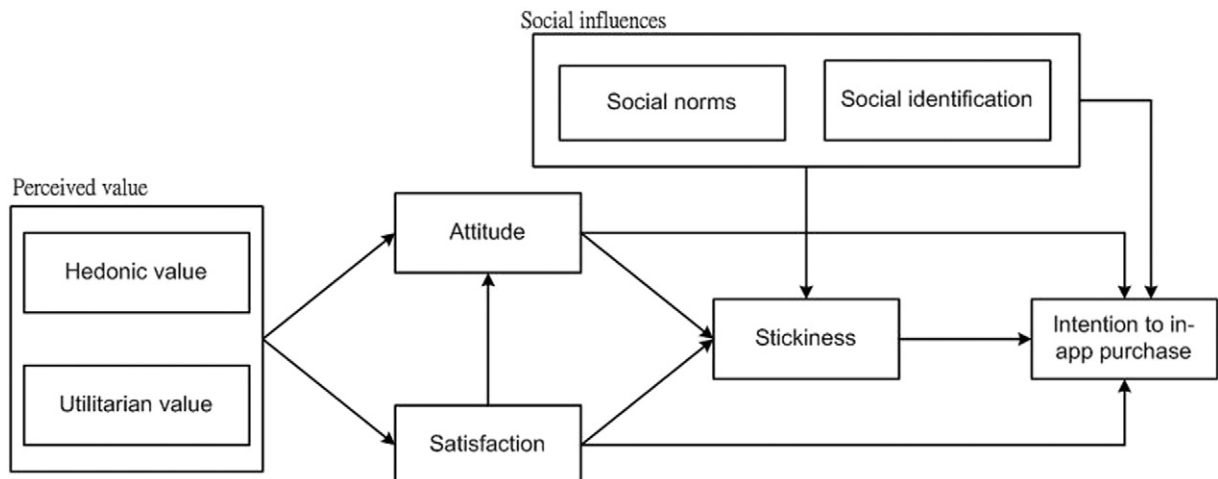 Social influences
Social norms
Social identification
Perceived value
Hedonic value
Utilitarian value
Attitude
Satisfaction
Stickiness
Intention to in-
app purchase